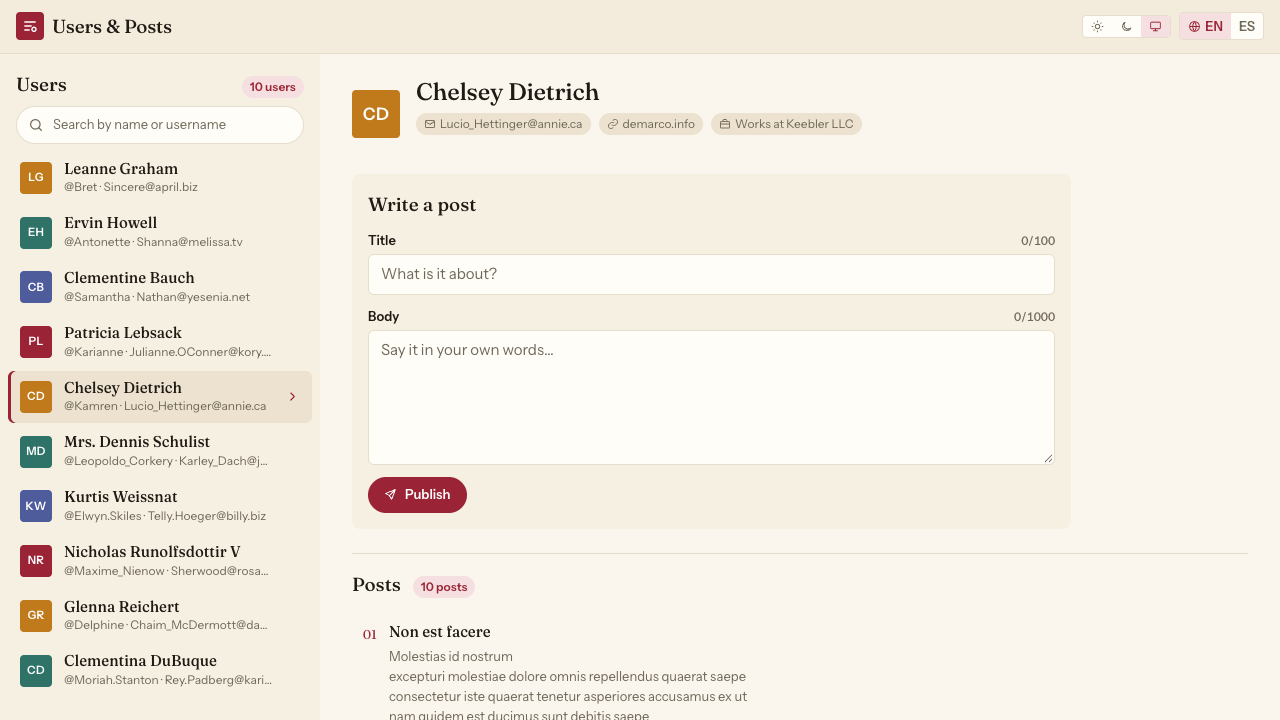 Users & Posts
EN
ES
Users
10 users
Search by name or username
LG
Leanne Graham
@Bret · Sincere@april.biz
EH
Ervin Howell
@Antonette · Shanna@melissa.tv
CB
Clementine Bauch
@Samantha · Nathan@yesenia.net
PL
Patricia Lebsack
@Karianne · Julianne.OConner@kory....
CD
Chelsey Dietrich
@Kamren · Lucio_Hettinger@annie.ca
MD
Mrs. Dennis Schulist
@Leopoldo_Corkery · Karley_Dach@j...
KW
Kurtis Weissnat
@Elwyn.Skiles · Telly.Hoeger@billy.biz
NR
Nicholas Runolfsdottir V
@Maxime_Nienow · Sherwood@rosa...
GR
Glenna Reichert
@Delphine · Chaim_McDermott@da...
CD
Clementina DuBuque
@Moriah.Stanton · Rey.Padberg@kari...
CD
Chelsey Dietrich
Lucio_Hettinger@annie.ca
demarco.info
Works at Keebler LLC
Write a post
Title
0/100
What is it about?
Body
0/1000
Say it in your own words...
Publish
Posts
10 posts
01
Non est facere
Molestias id nostrum
excepturi molestiae dolore omnis repellendus quaerat saepe
consectetur iste quaerat tenetur asperiores accusamus ex ut
nam quidem est ducimus sunt debitis saepe